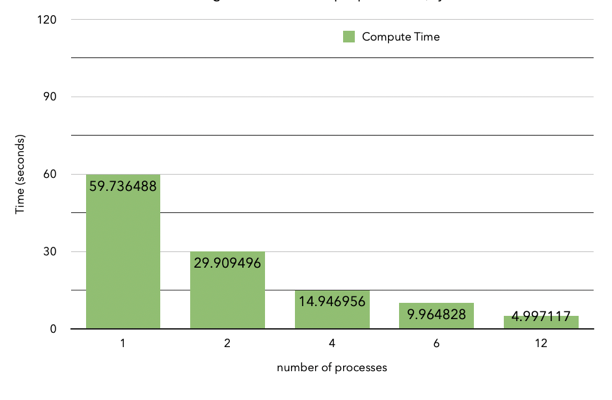 120
Compute Time
90
Time (seconds)
60
59.736488
30
29.909496
14.946956
9.964828
4.997117
0
1 2 4 6 12
number of processes